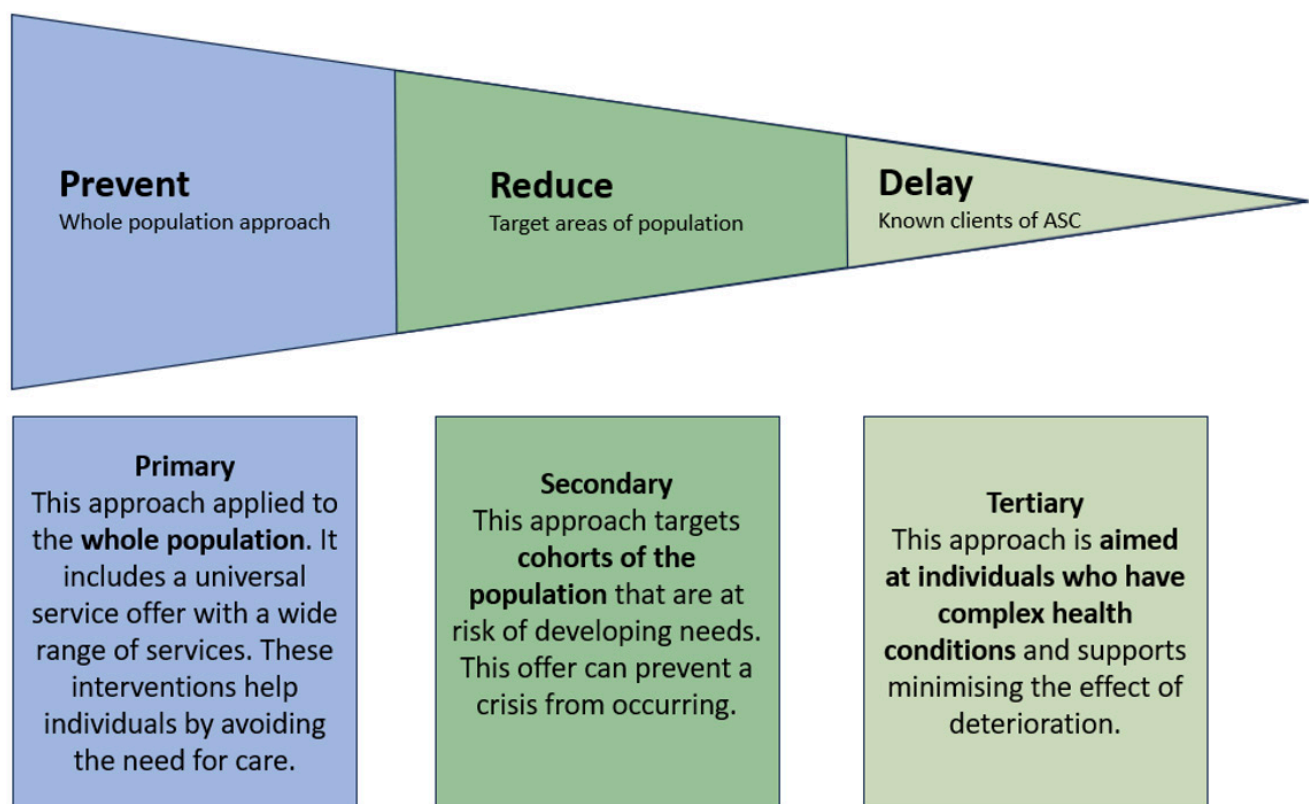 Prevent
Whole population approach
Reduce
Target areas of population
Delay
Known clients of ASC
Primary
This approach applied to
the whole population. It
includes a universal
service offer with a wide
range of services. These
interventions help
individuals by avoiding
the need for care.
Secondary
This approach targets
cohorts of the
population that are at
risk of developing needs.
This offer can prevent a
crisis from occurring.
Tertiary
This approach is aimed
at individuals who have
complex health
conditions and supports
minimising the effect of
deterioration.